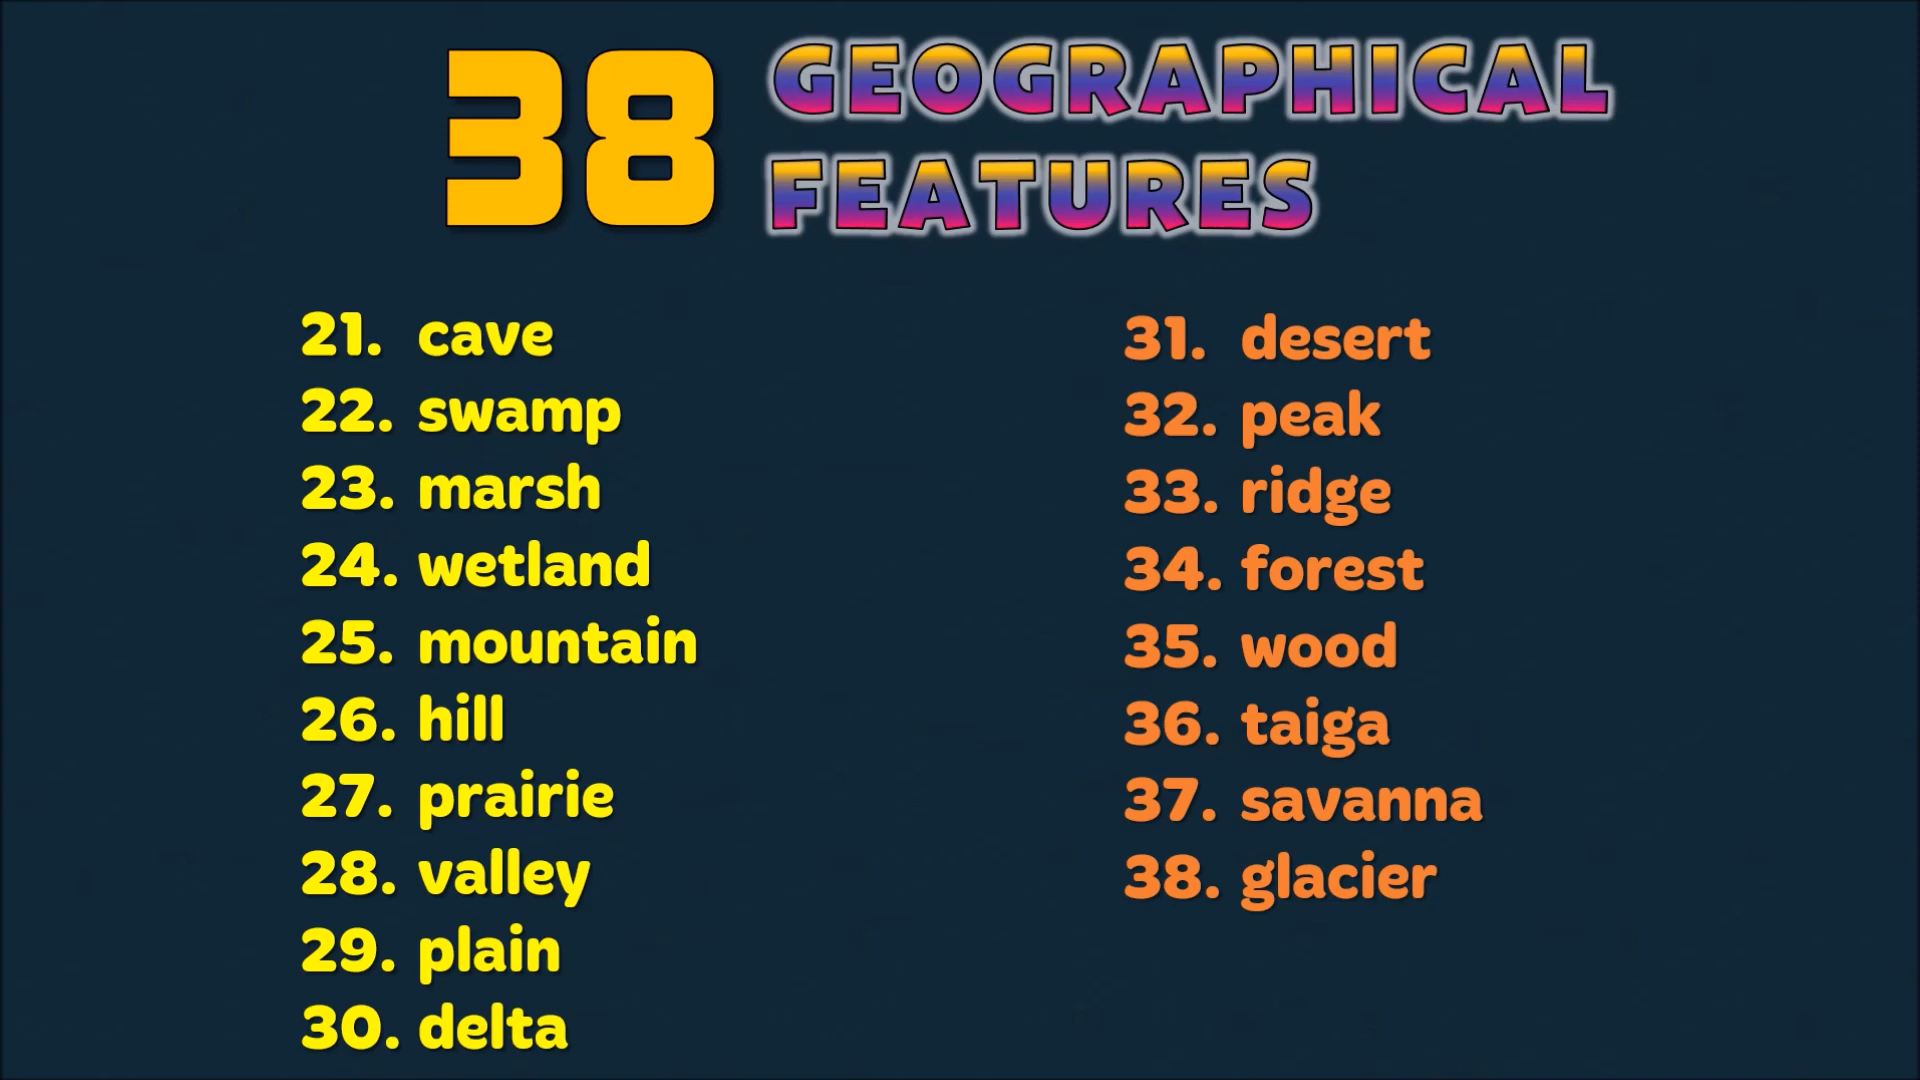 38 GEOGRAPHICAL
FEATURES
21. cave
22. swamp
23. marsh
24. wetland
25. mountain
26. hill
27. prairie
28. valley
29. plain
30. delta
31. desert
32. peak
33. ridge
34. forest
35. wood
36. taiga
37. savanna
38. glacier